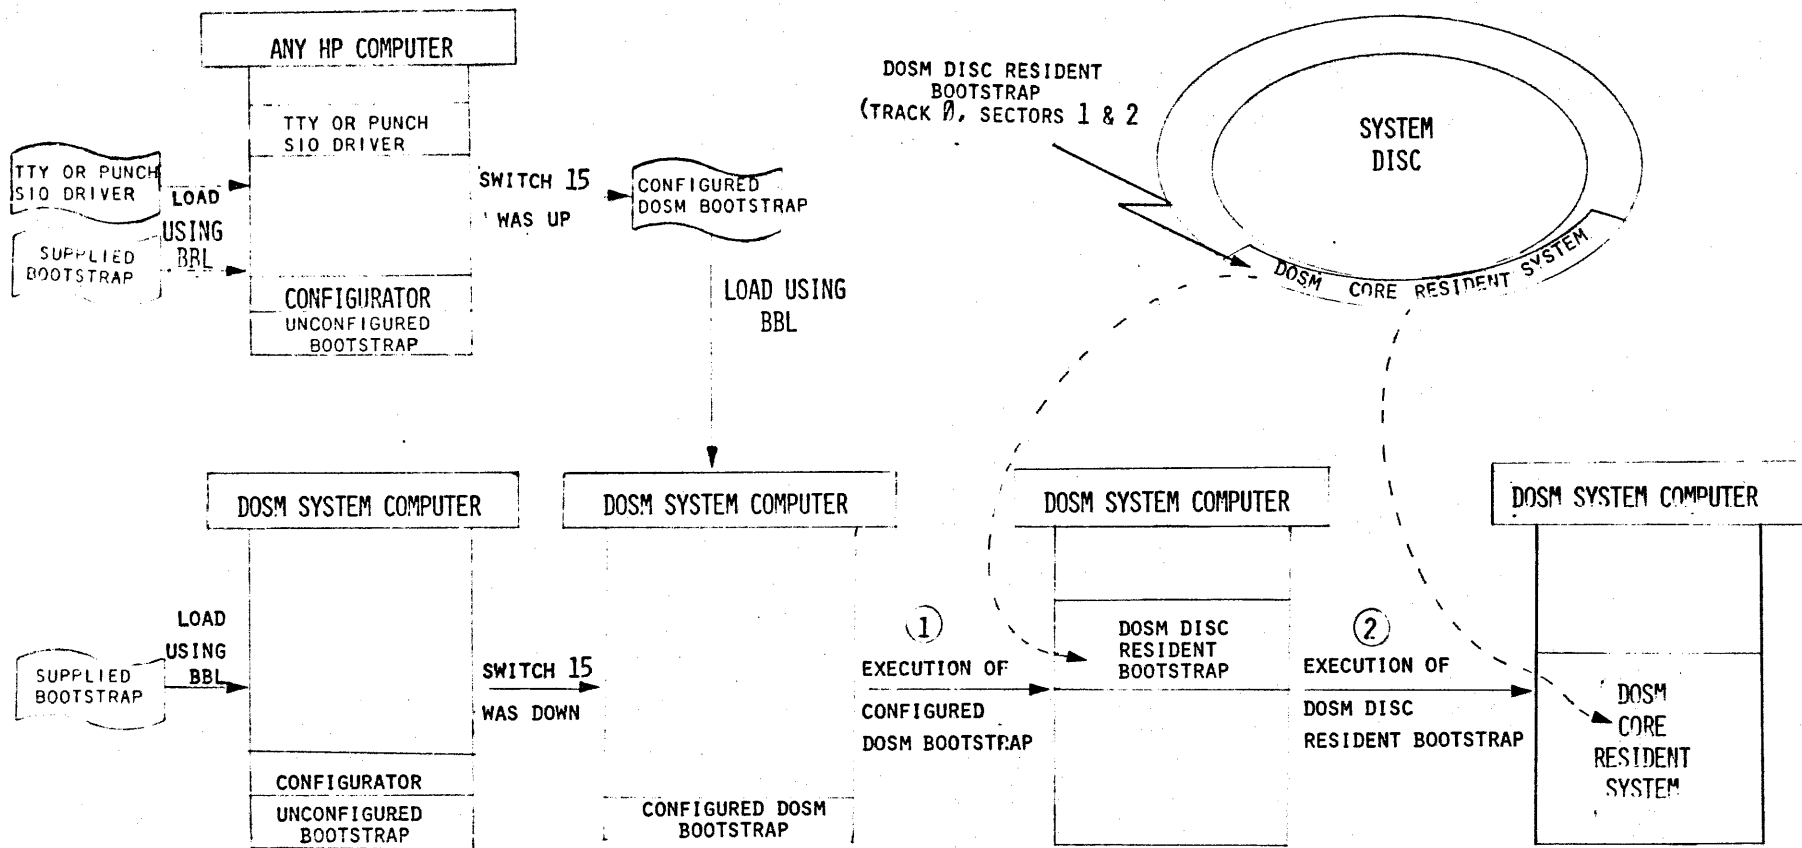 ANY HP COMPUTER
TTY OR PUNCH
SIO DRIVER
TTY OR PUNCH
SIO DRIVER
LOAD
USING
BBL
SUPPLIED
BOOTSTRAP
CONFIGURATOR
UNCONFIGURED
BOOTSTRAP
SWITCH 15
WAS UP
CONFIGURED
DOSM BOOTSTRAP
LOAD USING
BBL
DOSM DISC RESIDENT
BOOTSTRAP
(TRACK Ø, SECTORS 1 & 2
SYSTEM
DISC
DOSM CORE RESIDENT SYSTEM
DOSM SYSTEM COMPUTER
SUPPLIED
BOOTSTRAP
LOAD
USING
BBL
CONFIGURATOR
UNCONFIGURED
BOOTSTRAP
SWITCH 15
WAS DOWN
DOSM SYSTEM COMPUTER
CONFIGURED DOSM
BOOTSTRAP
1
EXECUTION OF
CONFIGURED
DOSM BOOTSTRAP
DOSM SYSTEM COMPUTER
DOSM DISC
RESIDENT
BOOTSTRAP
2
EXECUTION OF
DOSM DISC
RESIDENT BOOTSTRAP
DOSM SYSTEM COMPUTER
DOSM
CORE
RESIDENT
SYSTEM